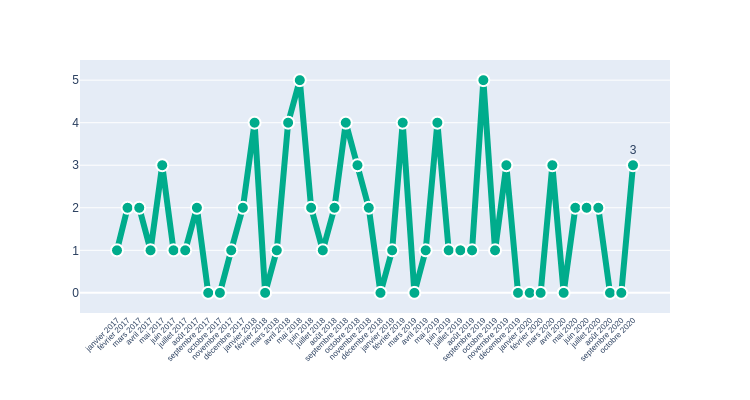 5
4
3
2
1
0
3
janvier 2017
février 2017
mars 2017
avril 2017
mai 2017
juin 2017
juillet 2017
août 2017
septembre 2017
octobre 2017
novembre 2017
décembre 2017
janvier 2018
février 2018
mars 2018
avril 2018
mai 2018
juin 2018
juillet 2018
août 2018
septembre 2018
octobre 2018
novembre 2018
décembre 2018
janvier 2019
février 2019
mars 2019
avril 2019
mai 2019
juin 2019
juillet 2019
août 2019
septembre 2019
octobre 2019
novembre 2019
décembre 2019
janvier 2020
février 2020
mars 2020
avril 2020
mai 2020
juin 2020
juillet 2020
août 2020
septembre 2020
octobre 2020